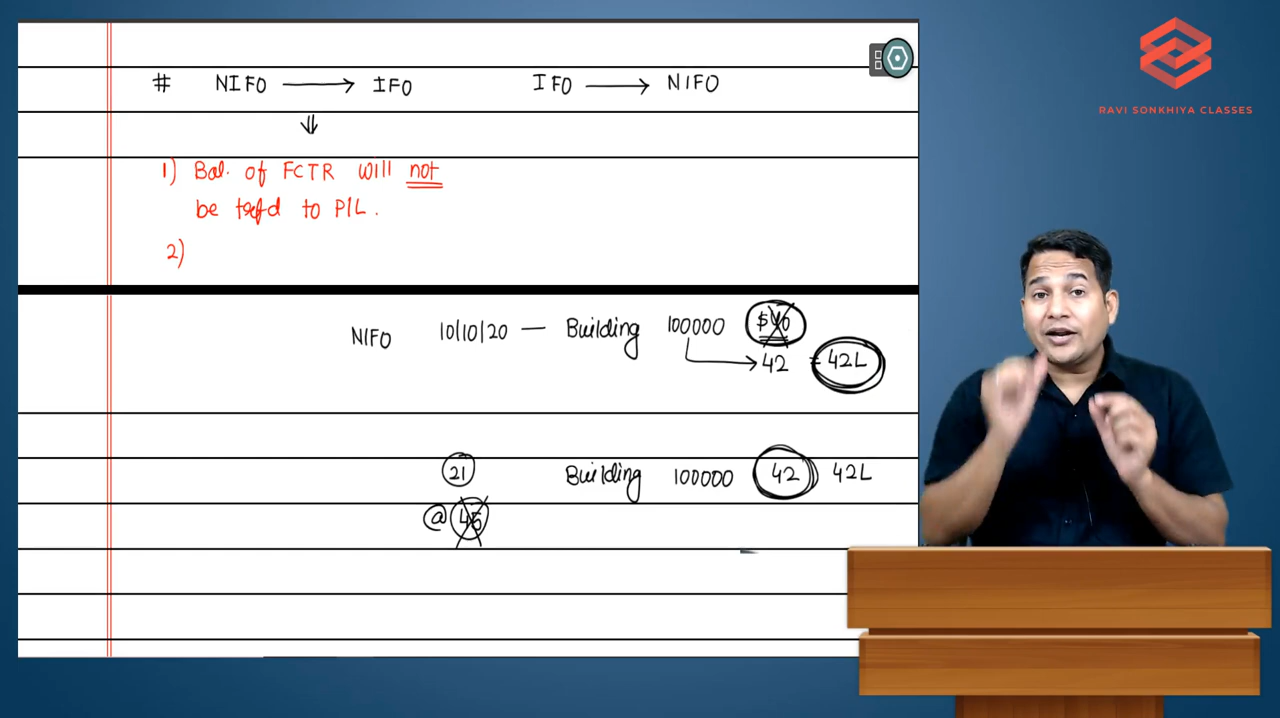 # NIFO → IFO IFO → NIFO
⇓
1) Bal. of FCTR will not
be trsfd to P/L.
2)
NIFO 10/10/20 — Building 100000 $40
42 = 42L
21 Building 100000 42 42L
@ 45
RAVI SONKHIYA CLASSES